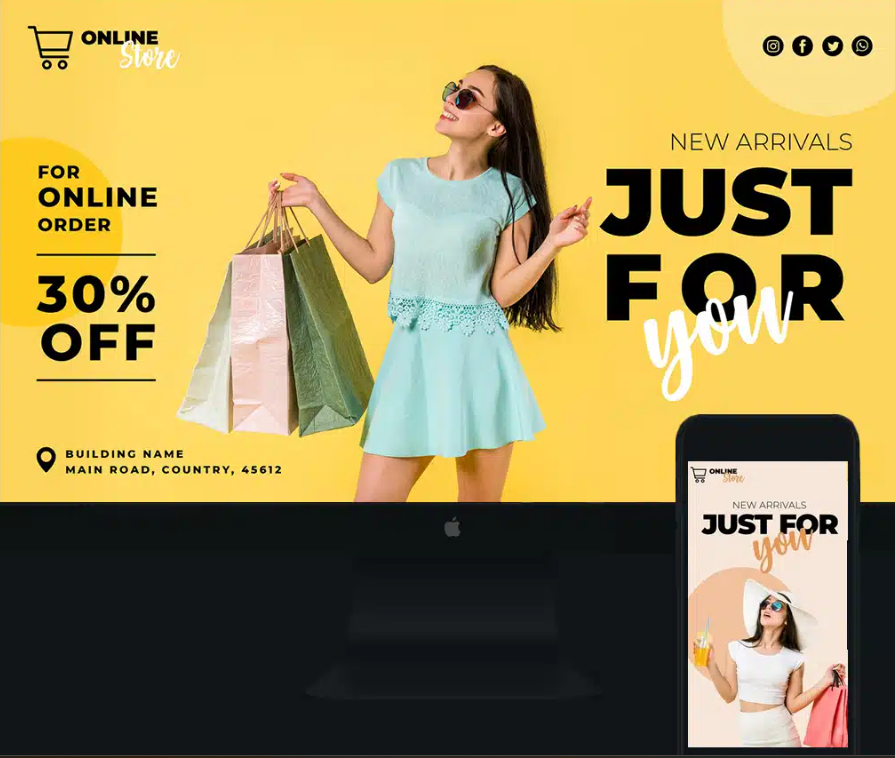 ONLINE
Store
FOR
ONLINE
ORDER
30%
OFF
BUILDING NAME
MAIN ROAD, COUNTRY, 45612
NEW ARRIVALS
JUST
FOR
you
ONLINE
Store
NEW ARRIVALS
JUST FOR
you